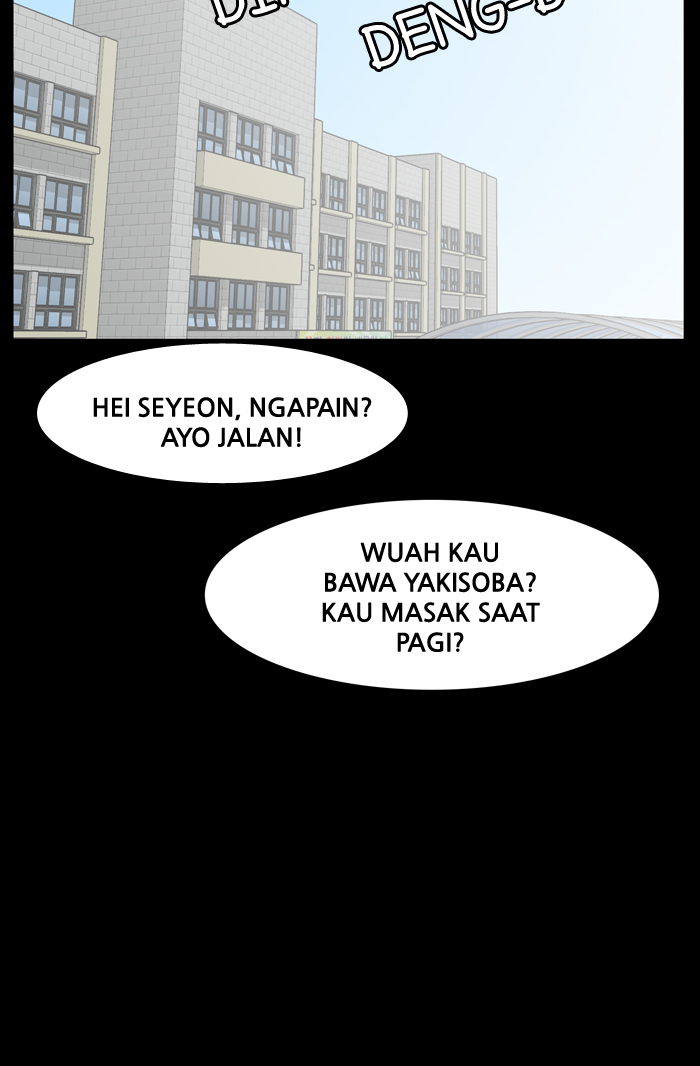 DENG-D
HEI SEYEON, NGAPAIN?
AYO JALAN!
WUAH KAU
BAWA YAKISOBA?
KAU MASAK SAAT
PAGI?